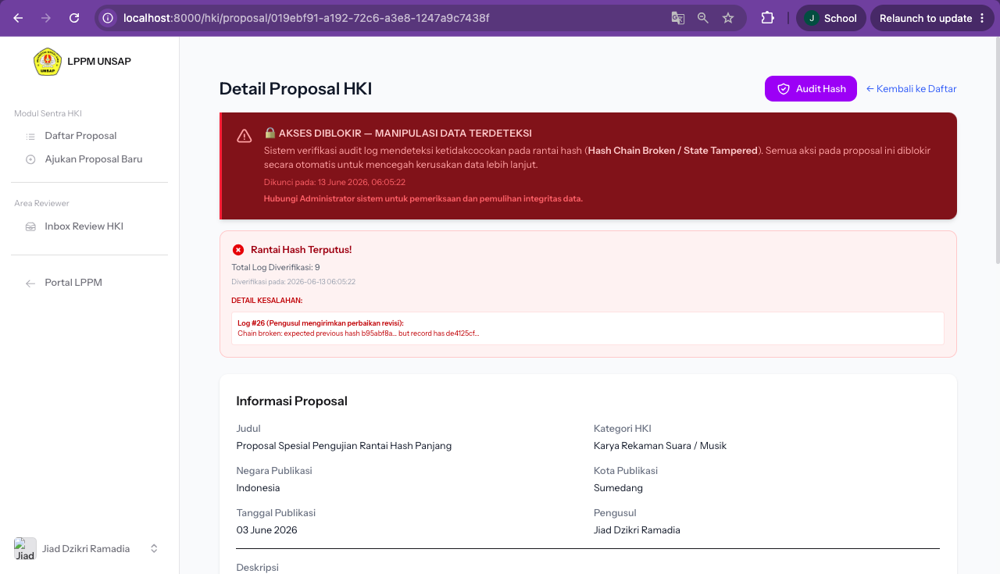 localhost:8000/hki/proposal/019ebf91-a192-72c6-a3e8-1247a9c7438f
J School
Relaunch to update
UNSAP
LPPM UNSAP
Modul Sentra HKI
Daftar Proposal
Ajukan Proposal Baru
Area Reviewer
Inbox Review HKI
← Portal LPPM
Jiad
Jiad Dzikri Ramadia
Detail Proposal HKI
Audit Hash
← Kembali ke Daftar
🔒 AKSES DIBLOKIR — MANIPULASI DATA TERDETEKSI
Sistem verifikasi audit log mendeteksi ketidakcocokan pada rantai hash (Hash Chain Broken / State Tampered). Semua aksi pada proposal ini diblokir
secara otomatis untuk mencegah kerusakan data lebih lanjut.
Dikunci pada: 13 June 2026, 06:05:22
Hubungi Administrator sistem untuk pemeriksaan dan pemulihan integritas data.
Rantai Hash Terputus!
Total Log Diverifikasi: 9
Diverifikasi pada: 2026-06-13 06:05:22
DETAIL KESALAHAN:
Log #26 (Pengusul mengirimkan perbaikan revisi):
Chain broken: expected previous hash b95abf8a... but record has de4125cf...
Informasi Proposal
Judul
Proposal Spesial Pengujian Rantai Hash Panjang
Kategori HKI
Karya Rekaman Suara / Musik
Negara Publikasi
Indonesia
Kota Publikasi
Sumedang
Tanggal Publikasi
03 June 2026
Pengusul
Jiad Dzikri Ramadia
Deskripsi